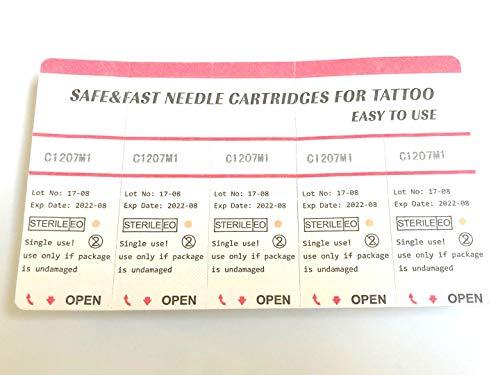 SAFE&FAST NEEDLE CARTRIDGES FOR TATTOO
EASY TO USE
C1207M1 C1207M1 C1207M1 C1207M1 C1207M1
Lot No: 17-08 Lot No: 17-08 Lot No: 17-08 Lot No: 17-08 Lot No: 17-08
Exp Date: 2022-08 Exp Date: 2022-08 Exp Date: 2022-08 Exp Date: 2022-08 Exp Date: 2022-08
STERILE EO STERILE EO STERILE EO STERILE EO STERILE EO
Single use! 2 Single use! 2 Single use! 2 Single use! 2 Single use! 2
use only if package use only if package use only if package use only if package use only if package
is undamaged is undamaged is undamaged is undamaged is undamaged
OPEN OPEN OPEN OPEN OPEN